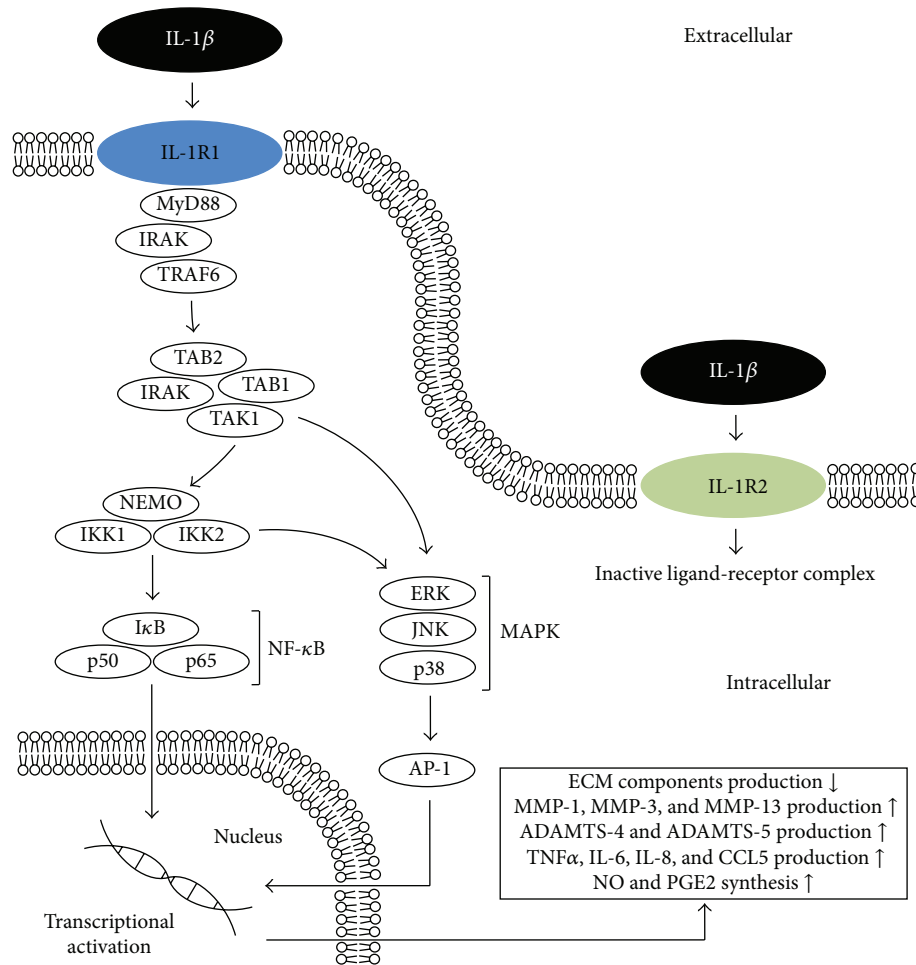 IL-1β
Extracellular
IL-1R1
MyD88
IRAK
TRAF6
TAB2
TAB1
IRAK
TAK1
IL-1β
IL-1R2
Inactive ligand-receptor complex
NEMO
IKK1
IKK2
ERK
JNK
p38
MAPK
IκB
p50
p65
NF-κB
Intracellular
AP-1
Nucleus
Transcriptional
activation
ECM components production ↓
MMP-1, MMP-3, and MMP-13 production ↑
ADAMTS-4 and ADAMTS-5 production ↑
TNFα, IL-6, IL-8, and CCL5 production ↑
NO and PGE2 synthesis ↑